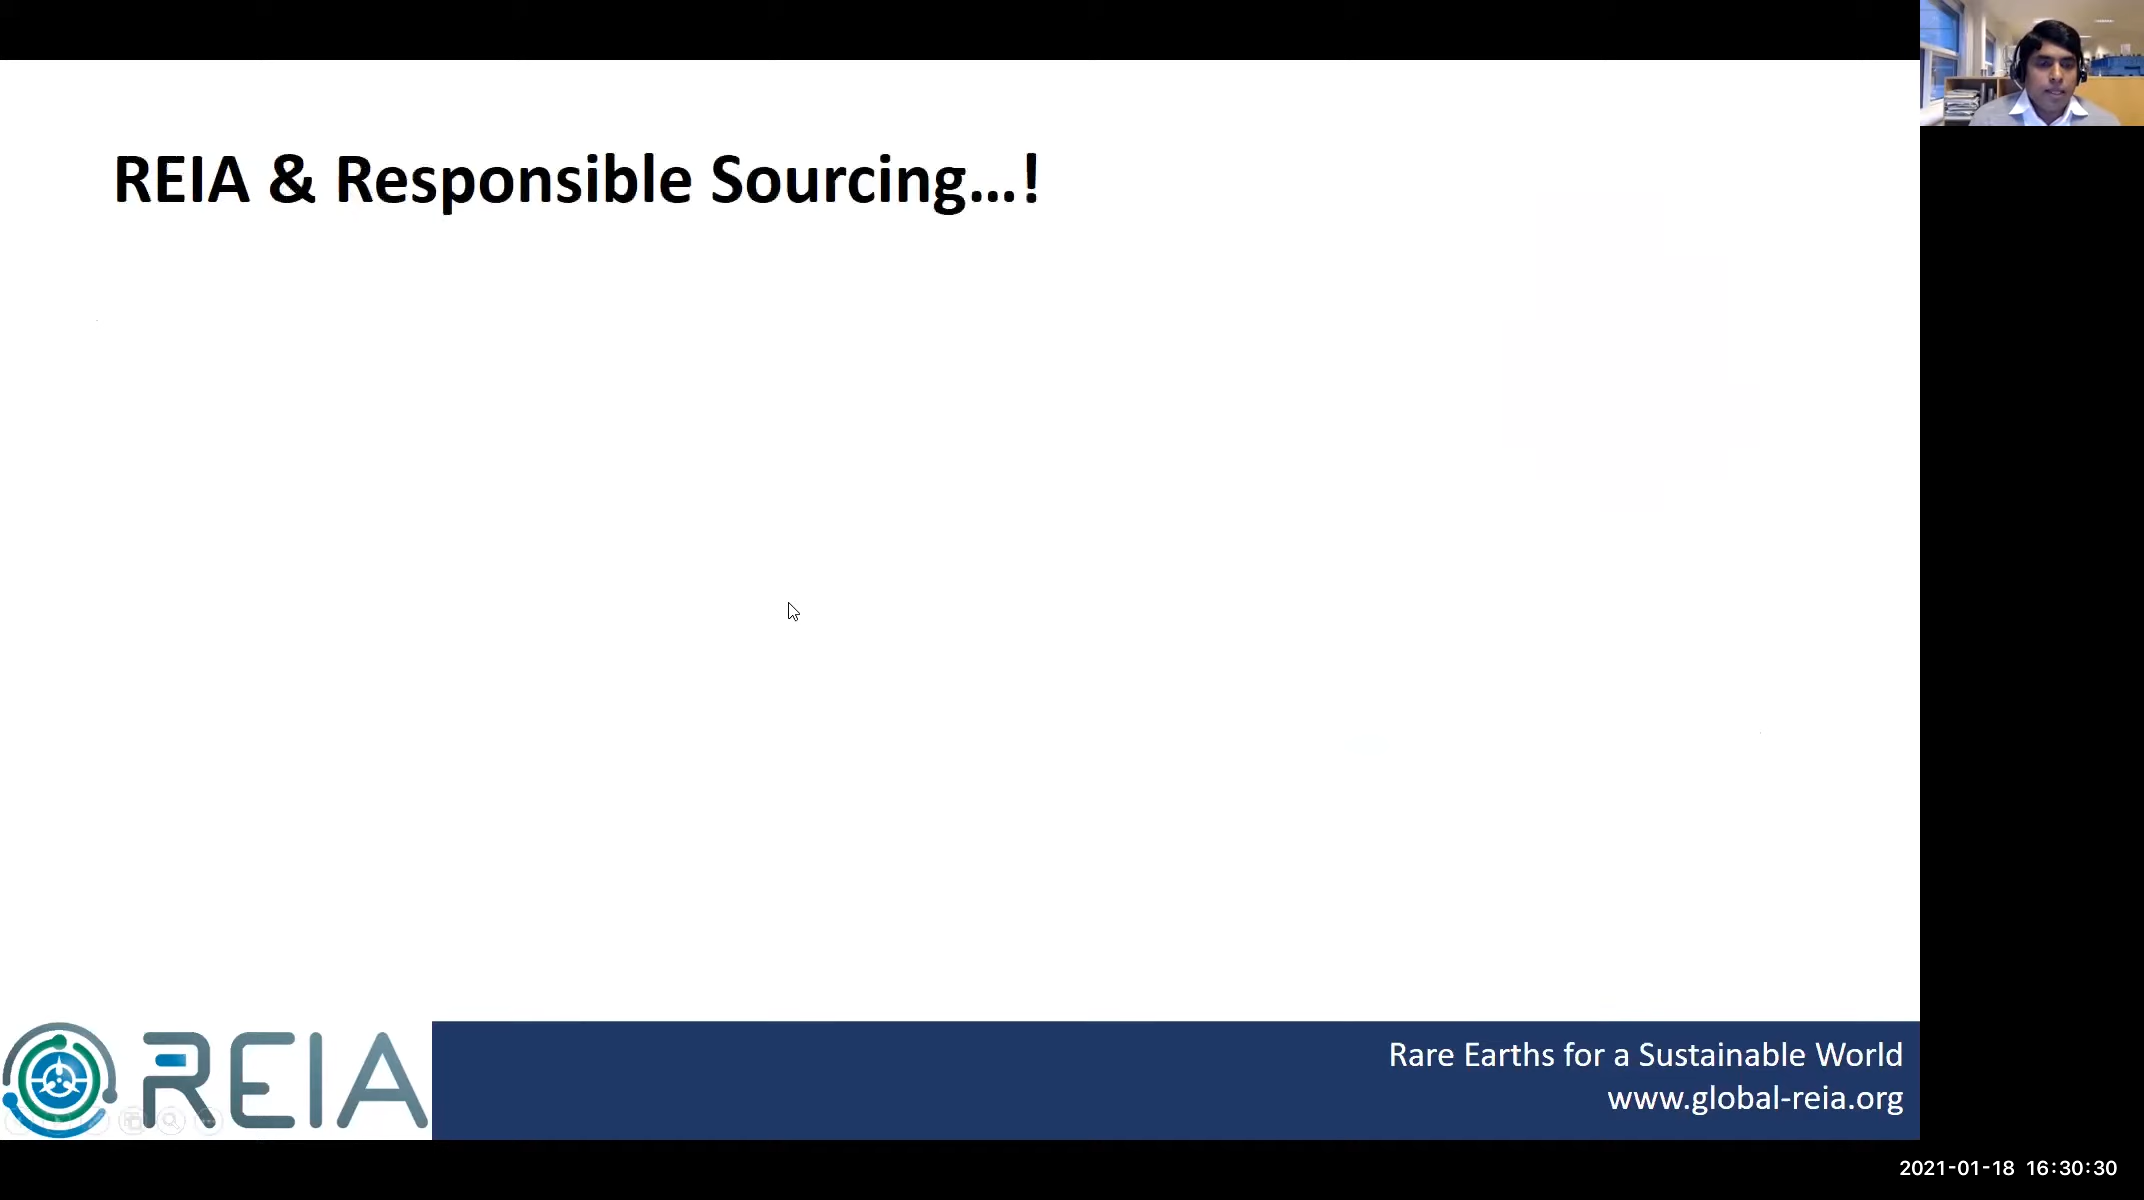 REIA & Responsible Sourcing...!
REIA
Rare Earths for a Sustainable World
www.global-reia.org
2021-01-18 16:30:30